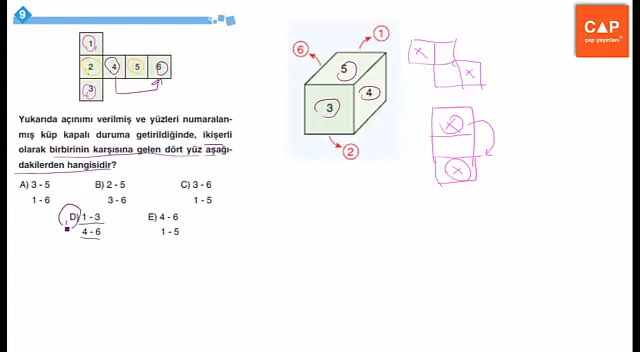 9
1
2 4 5 6
3
Yukarıda açınımı verilmiş ve yüzleri numaralan-
mış küp kapalı duruma getirildiğinde, ikişerli
olarak birbirinin karşısına gelen dört yüz aşağı-
dakilerden hangisidir?
A) 3 - 5 B) 2 - 5 C) 3 - 6
1 - 6 3 - 6 1 - 5
D) 1 - 3 E) 4 - 6
4 - 6 1 - 5
1
6
5
4
3
2
x
x
x
x
ÇAP
çap yayınları